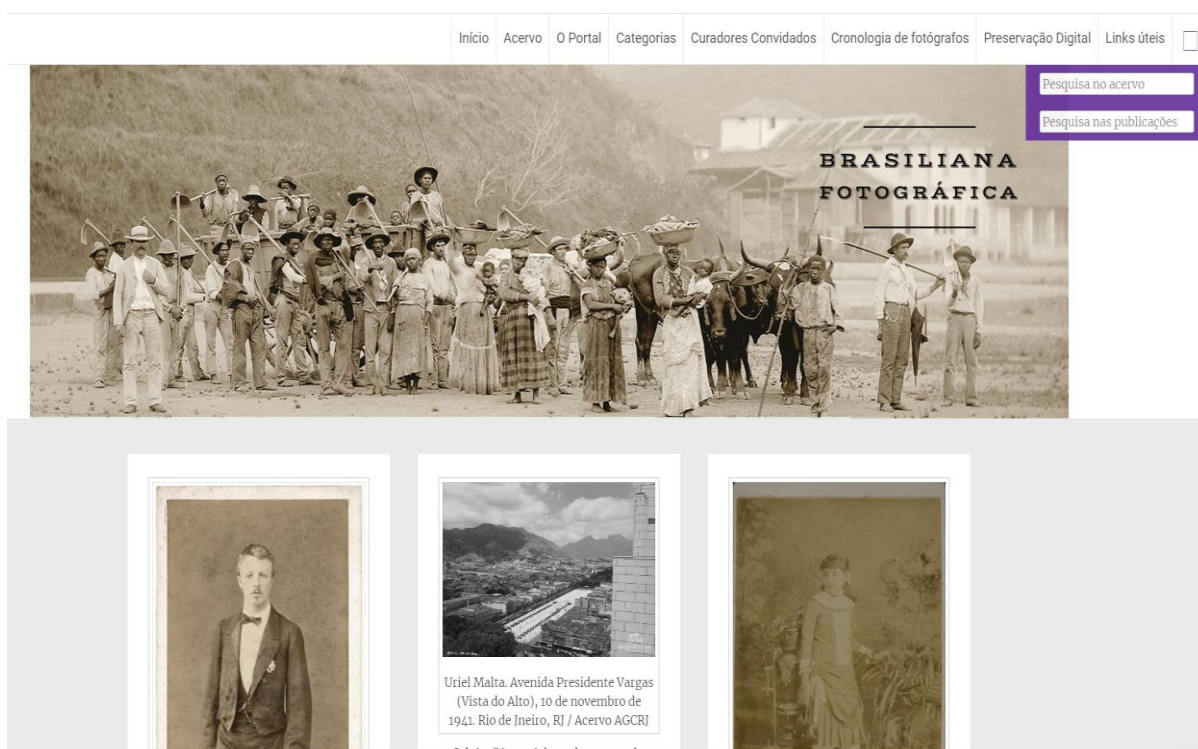 Início Acervo O Portal Categorias Curadores Convidados Cronologia de fotógrafos Preservação Digital Links úteis
Pesquisa no acervo
Pesquisa nas publicações
BRASILIANA
FOTOGRÁFICA
Uriel Malta. Avenida Presidente Vargas
(Vista do Alto), 10 de novembro de
1941. Rio de Jneiro, RJ / Acervo AGCRJ